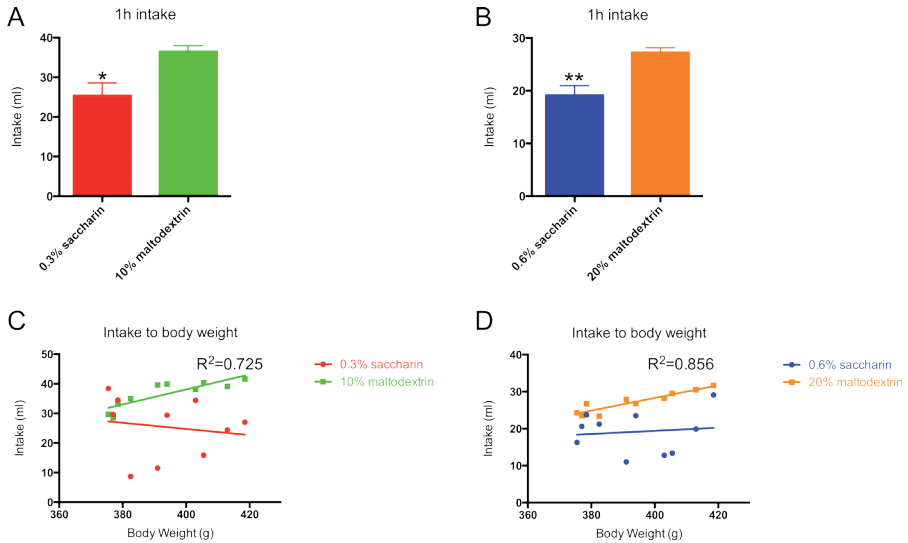 A
1h intake
Intake (ml)
40
30
20
10
0
*
0.3% saccharin
10% maltodextrin
B
1h intake
Intake (ml)
30
20
10
0
**
0.6% saccharin
20% maltodextrin
C
Intake to body weight
R²=0.725
Intake (ml)
50
40
30
20
10
0
360
380
400
420
Body Weight (g)
0.3% saccharin
10% maltodextrin
D
Intake to body weight
R²=0.856
Intake (ml)
40
30
20
10
0
360
380
400
420
Body Weight (g)
0.6% saccharin
20% maltodextrin